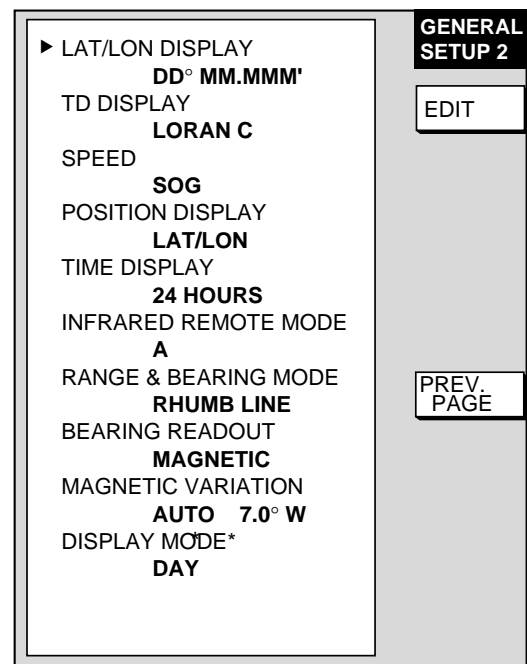 ▶ LAT/LON DISPLAY
DD° MM.MMM'
TD DISPLAY
LORAN C
SPEED
SOG
POSITION DISPLAY
LAT/LON
TIME DISPLAY
24 HOURS
INFRARED REMOTE MODE
A
RANGE & BEARING MODE
RHUMB LINE
BEARING READOUT
MAGNETIC
MAGNETIC VARIATION
AUTO 7.0° W
DISPLAY MODE*
DAY
GENERAL
SETUP 2
EDIT
PREV.
PAGE